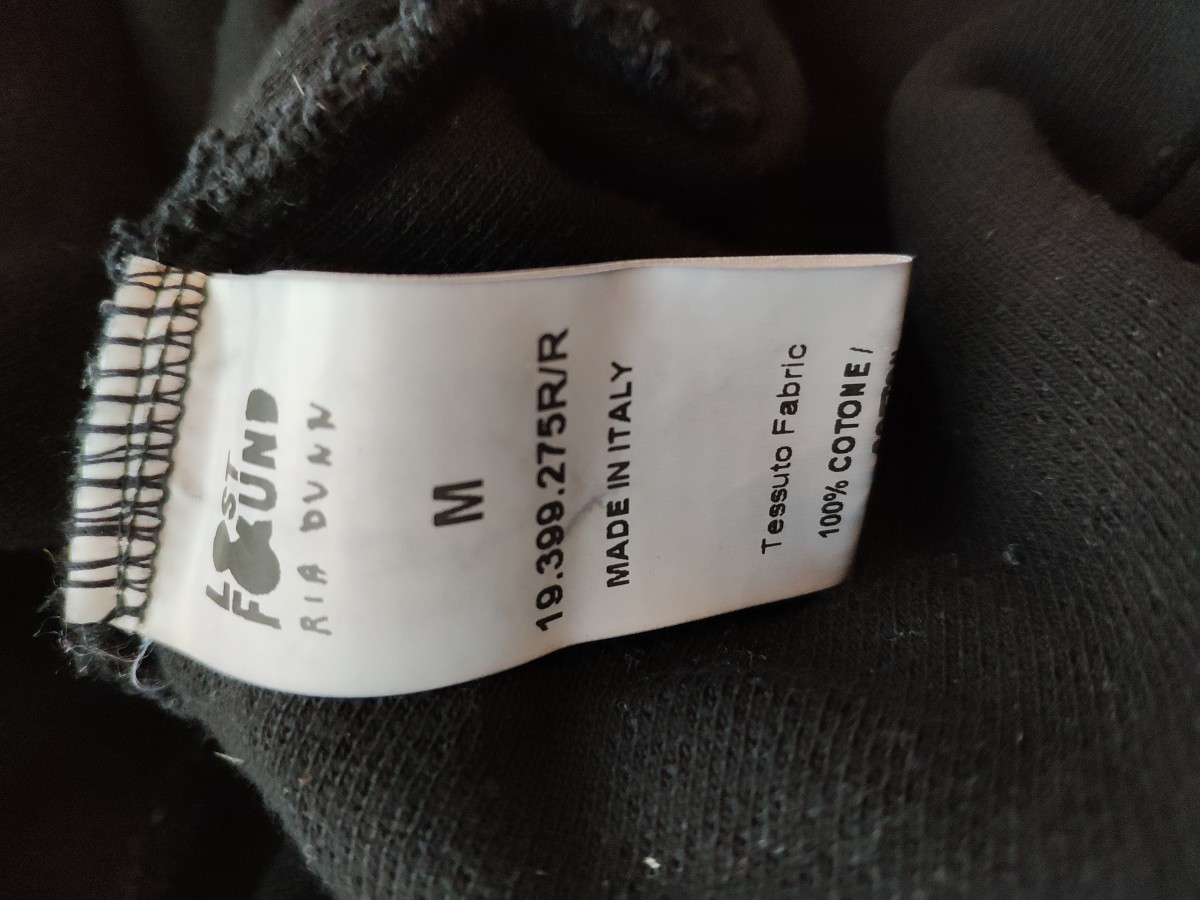 L ST
F&UND
RIA DUNN
M
19.399.275R/R
MADE IN ITALY
Tessuto Fabric
100% COTONE /